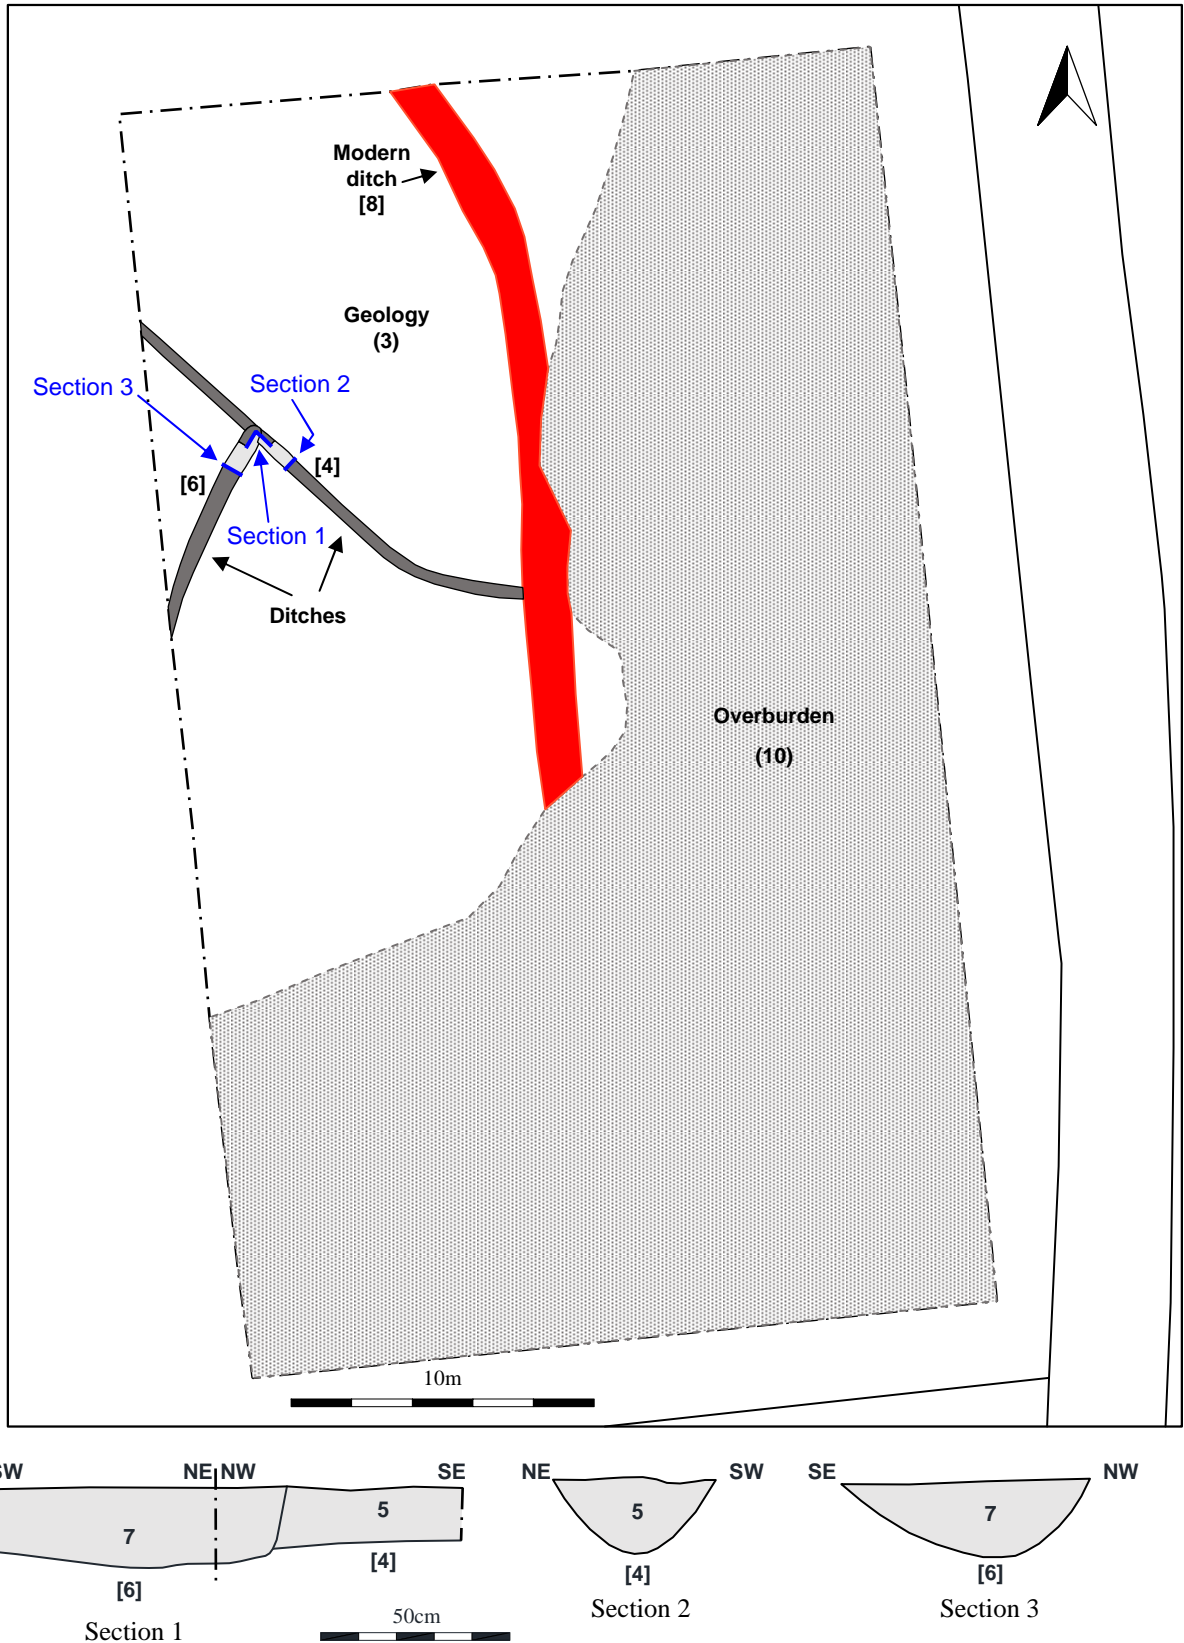 Modern
ditch
[8]
Geology
(3)
Section 3
Section 2
[4]
[6]
Section 1
Ditches
Overburden
(10)
10m
SW NE NW SE NE SW SE NW
5 5 7
7
[4] [4] [6]
[6]
Section 2 Section 3
50cm
Section 1